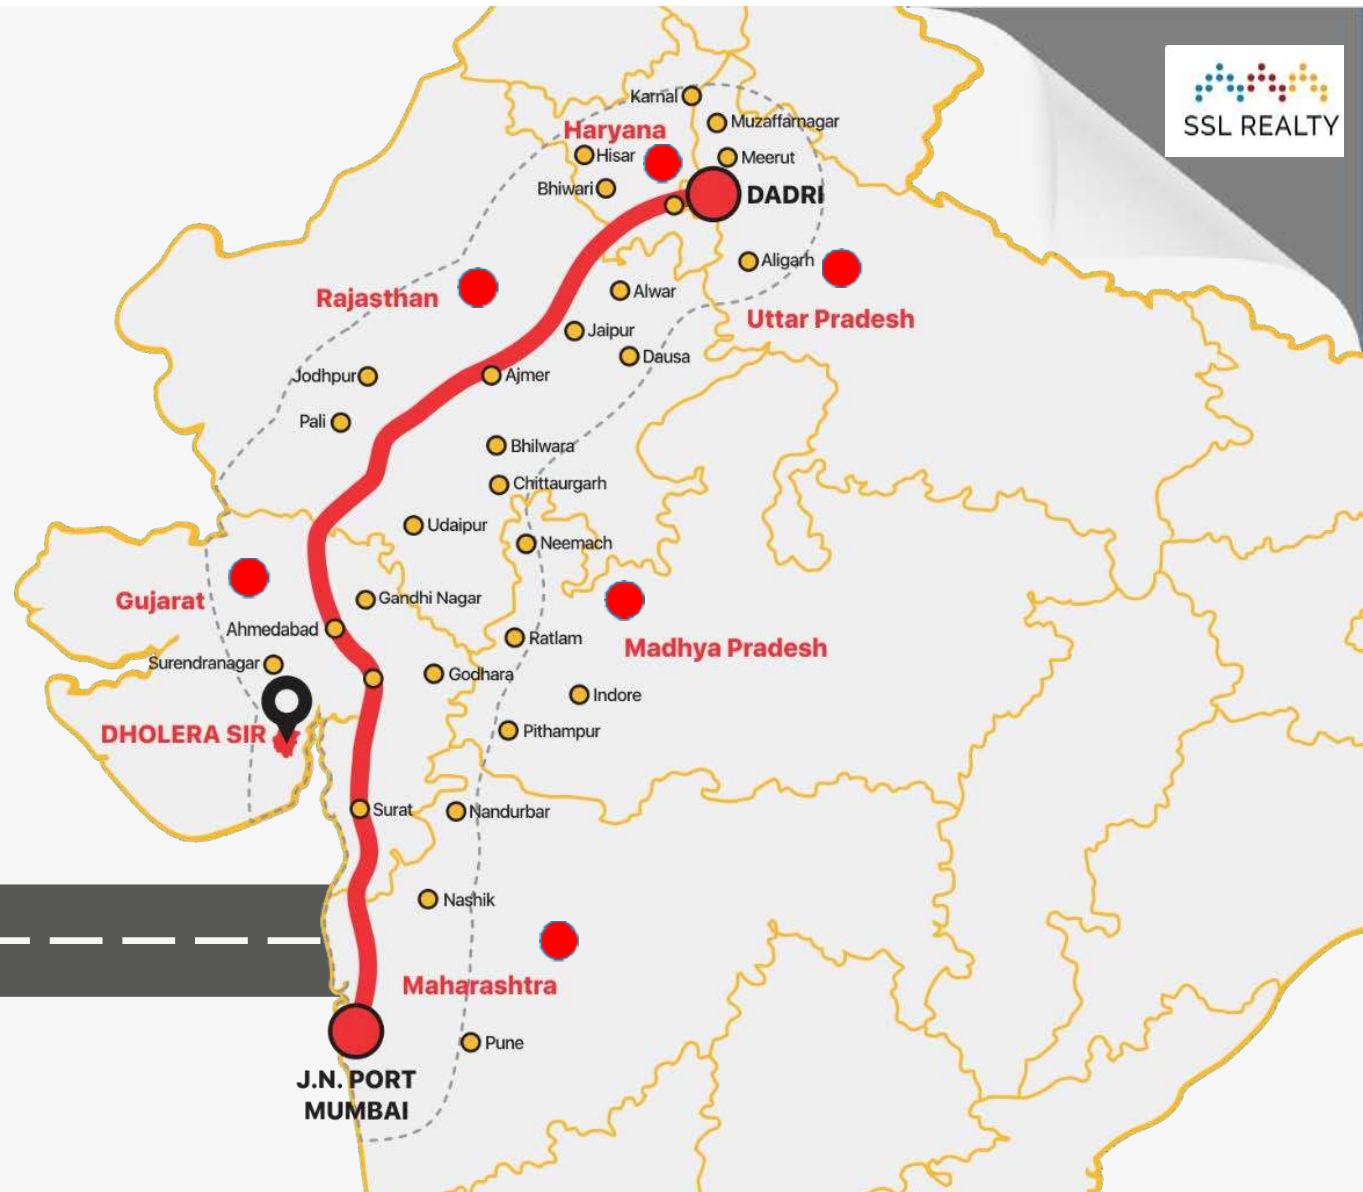 SSL REALTY
Karnal
Muzaffarnagar
Haryana
Hisar
Meerut
Bhiwari
DADRI
Aligarh
Rajasthan
Alwar
Uttar Pradesh
Jaipur
Dausa
Jodhpur
Ajmer
Pali
Bhilwara
Chittaurgarh
Udaipur
Neemach
Gujarat
Gandhi Nagar
Ahmedabad
Ratlam
Madhya Pradesh
Surendranagar
Godhara
Indore
DHOLERA SIR
Pithampur
Surat
Nandurbar
Nashik
Maharashtra
Pune
J.N. PORT
MUMBAI